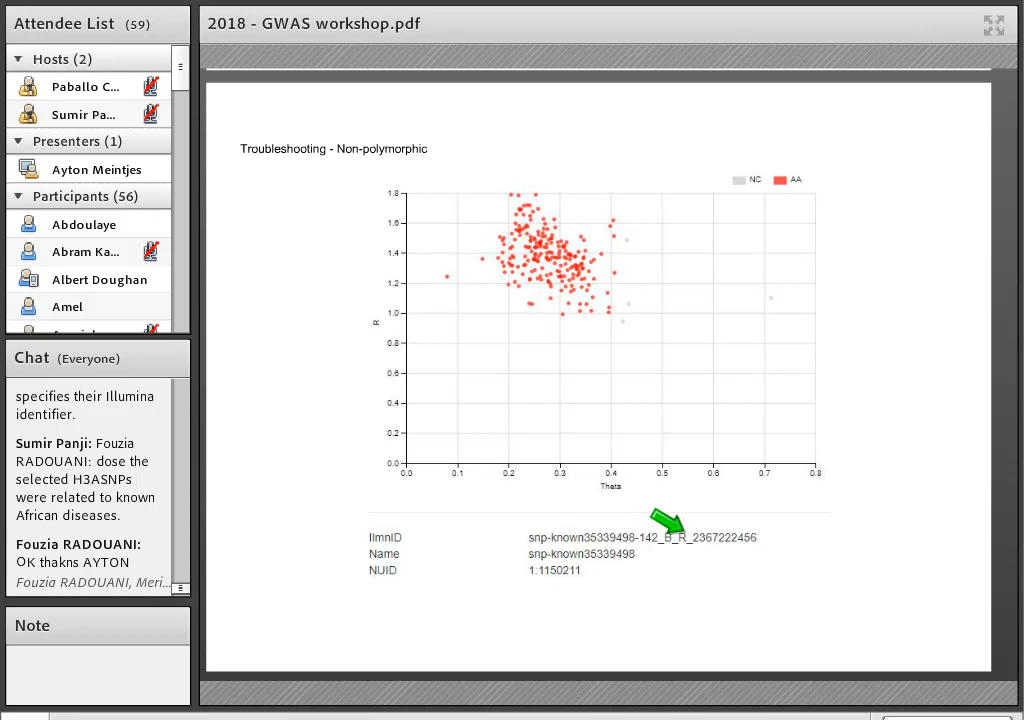 Attendee List (59)
Hosts (2)
Paballo C...
Sumir Pa...
Presenters (1)
Ayton Meintjes
Participants (56)
Abdoulaye
Abram Ka...
Albert Doughan
Amel
Chat (Everyone)
specifies their Illumina
identifier.
Sumir Panji: Fouzia
RADOUANI: dose the
selected H3ASNPs
were related to known
African diseases.
Fouzia RADOUANI:
OK thakns AYTON
Fouzia RADOUANI, Meri...
Note
2018 - GWAS workshop.pdf
Troubleshooting - Non-polymorphic
NC AA
1.8
1.6
1.4
1.2
1.0
R
0.8
0.6
0.4
0.2
0.0
0.0 0.1 0.2 0.3 0.4 0.5 0.6 0.7 0.8
Theta
IlmnID snp-known35339498-142_B_R_2367222456
Name snp-known35339498
NUID 1:1150211